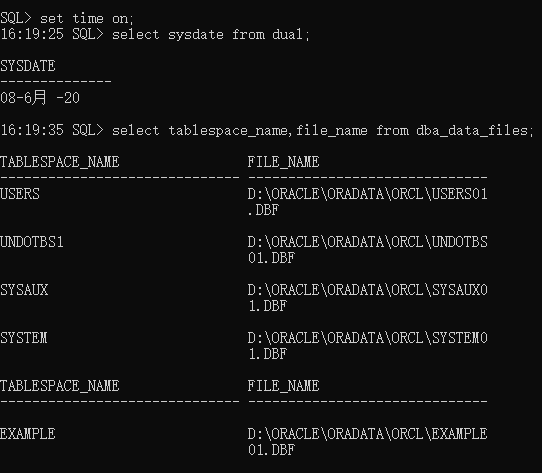 SQL> set time on;
16:19:25 SQL> select sysdate from dual;
SYSDATE
--------------
08-6月 -20
16:19:35 SQL> select tablespace_name,file_name from dba_data_files;
TABLESPACE_NAME                FILE_NAME
------------------------------ ------------------------------
USERS                          D:\ORACLE\ORADATA\ORCL\USERS01
                               .DBF
UNDOTBS1                       D:\ORACLE\ORADATA\ORCL\UNDOTBS
                               01.DBF
SYSAUX                         D:\ORACLE\ORADATA\ORCL\SYSAUX0
                               1.DBF
SYSTEM                         D:\ORACLE\ORADATA\ORCL\SYSTEM0
                               1.DBF
TABLESPACE_NAME                FILE_NAME
------------------------------ ------------------------------
EXAMPLE                        D:\ORACLE\ORADATA\ORCL\EXAMPLE
                               01.DBF